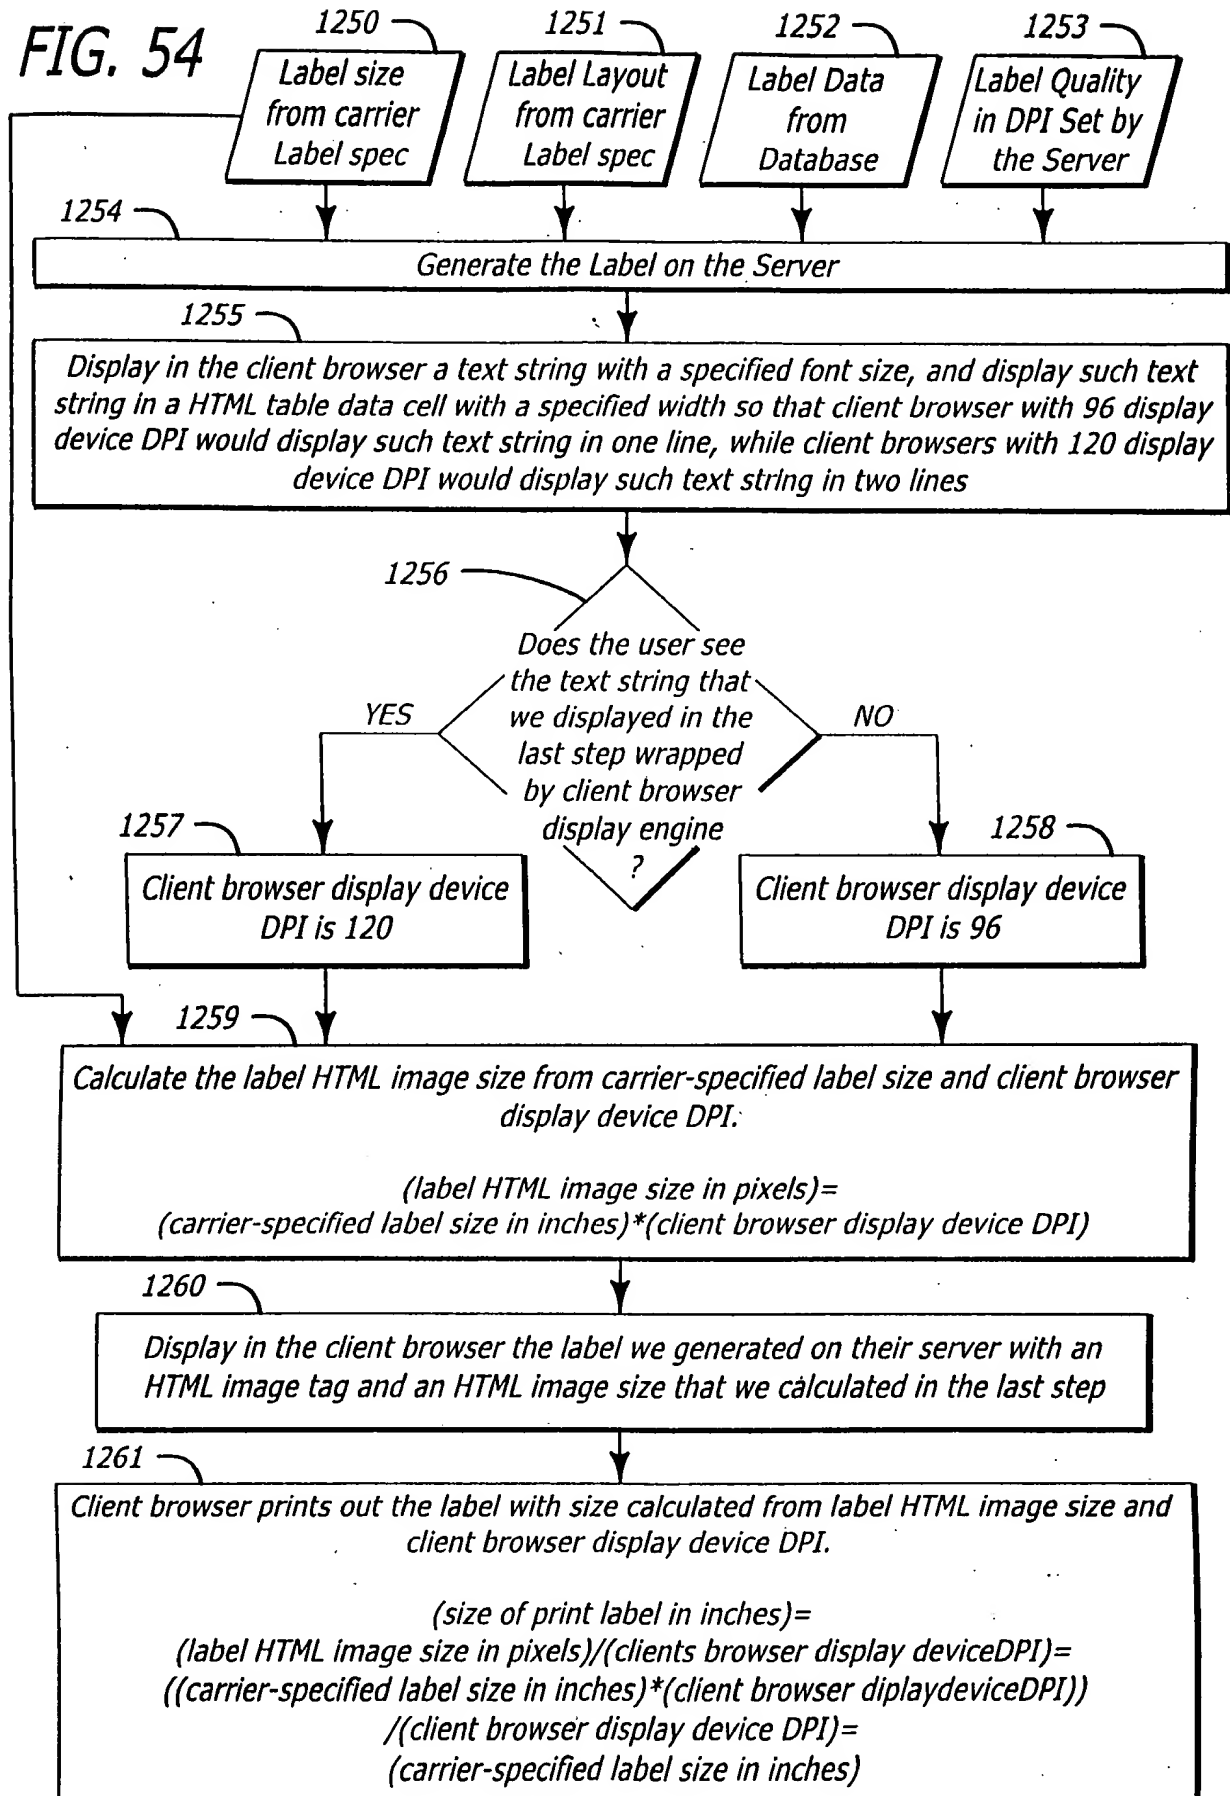 FIG. 54
1250
1251
1252
1253
Label size
from carrier
Label spec
Label Layout
from carrier
Label spec
Label Data
from
Database
Label Quality
in DPI Set by
the Server
1254
Generate the Label on the Server
1255
Display in the client browser a text string with a specified font size, and display such text
string in a HTML table data cell with a specified width so that client browser with 96 display
device DPI would display such text string in one line, while client browsers with 120 display
device DPI would display such text string in two lines
1256
Does the user see
the text string that
we displayed in the
last step wrapped
by client browser
display engine
?
YES
NO
1257
Client browser display device
DPI is 120
1258
Client browser display device
DPI is 96
1259
Calculate the label HTML image size from carrier-specified label size and client browser
display device DPI.
(label HTML image size in pixels)=
(carrier-specified label size in inches)*(client browser display device DPI)
1260
Display in the client browser the label we generated on their server with an
HTML image tag and an HTML image size that we calculated in the last step
1261
Client browser prints out the label with size calculated from label HTML image size and
client browser display device DPI.
(size of print label in inches)=
(label HTML image size in pixels)/(clients browser display deviceDPI)=
((carrier-specified label size in inches)*(client browser diplaydeviceDPI))
/(client browser display device DPI)=
(carrier-specified label size in inches)